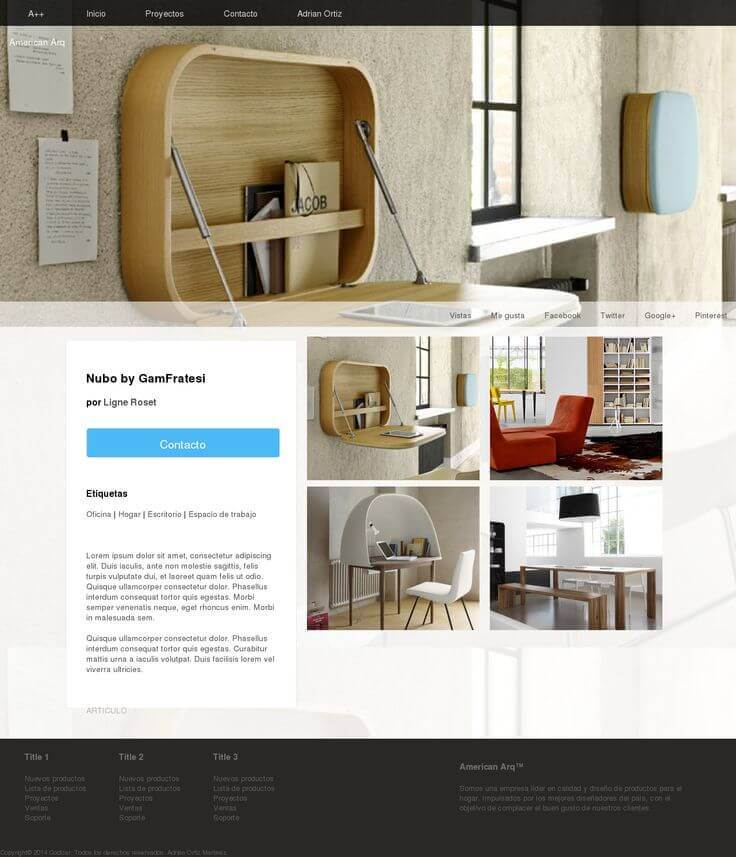 A++ Inicio Proyectos Contacto Adrian Ortiz
American Arq
JACOB
Vistas Me gusta Facebook Twitter Google+ Pinterest
Nubo by GamFratesi
por Ligne Roset
Contacto
Etiquetas
Oficina | Hogar | Escritorio | Espacio de trabajo
Lorem ipsum dolor sit amet, consectetur adipiscing
elit. Duis iaculis, ante non molestie sagittis, felis
turpis vulputate dui, et laoreet quam felis ut odio.
Quisque ullamcorper consectetur dolor. Phasellus
interdum consequat tortor quis egestas. Morbi
semper venenatis neque, eget rhoncus enim. Morbi
in malesuada sem.
Quisque ullamcorper consectetur dolor. Phasellus
interdum consequat tortor quis egestas. Curabitur
mattis urna a iaculis volutpat. Duis facilisis lorem vel
viverra ultricies.
ARTICULO
Title 1
Nuevos productos
Lista de productos
Proyectos
Ventas
Soporte
Title 2
Nuevos productos
Lista de productos
Proyectos
Ventas
Soporte
Title 3
Nuevos productos
Lista de productos
Proyectos
Ventas
Soporte
American Arq™
Somos una empresa líder en calidad y diseño de productos para el
hogar, impulsados por los mejores diseñadores del país, con el
objetivo de complacer el buen gusto de nuestros clientes.
Copyright© 2014 Todos los derechos reservados. Adrián Ortiz Martínez